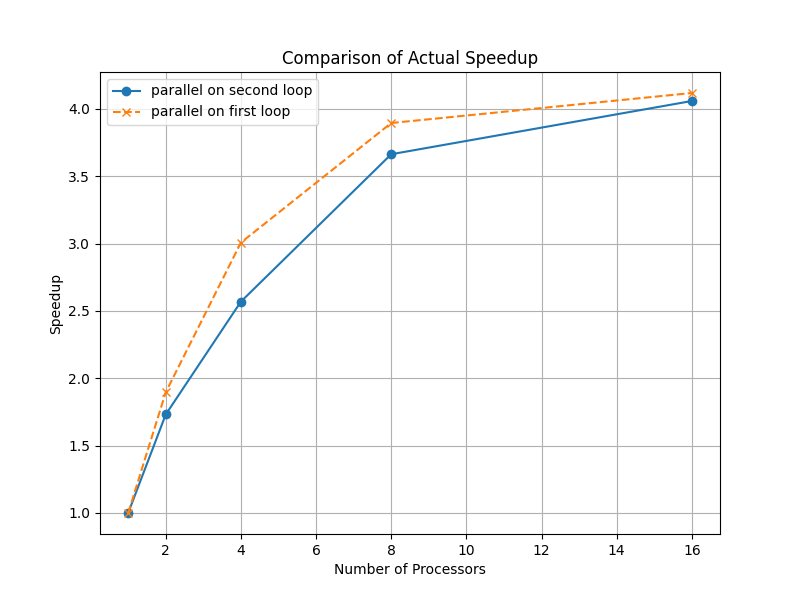 Comparison of Actual Speedup
parallel on second loop
parallel on first loop
4.0
3.5
3.0
2.5
2.0
1.5
1.0
Speedup
2 4 6 8 10 12 14 16
Number of Processors